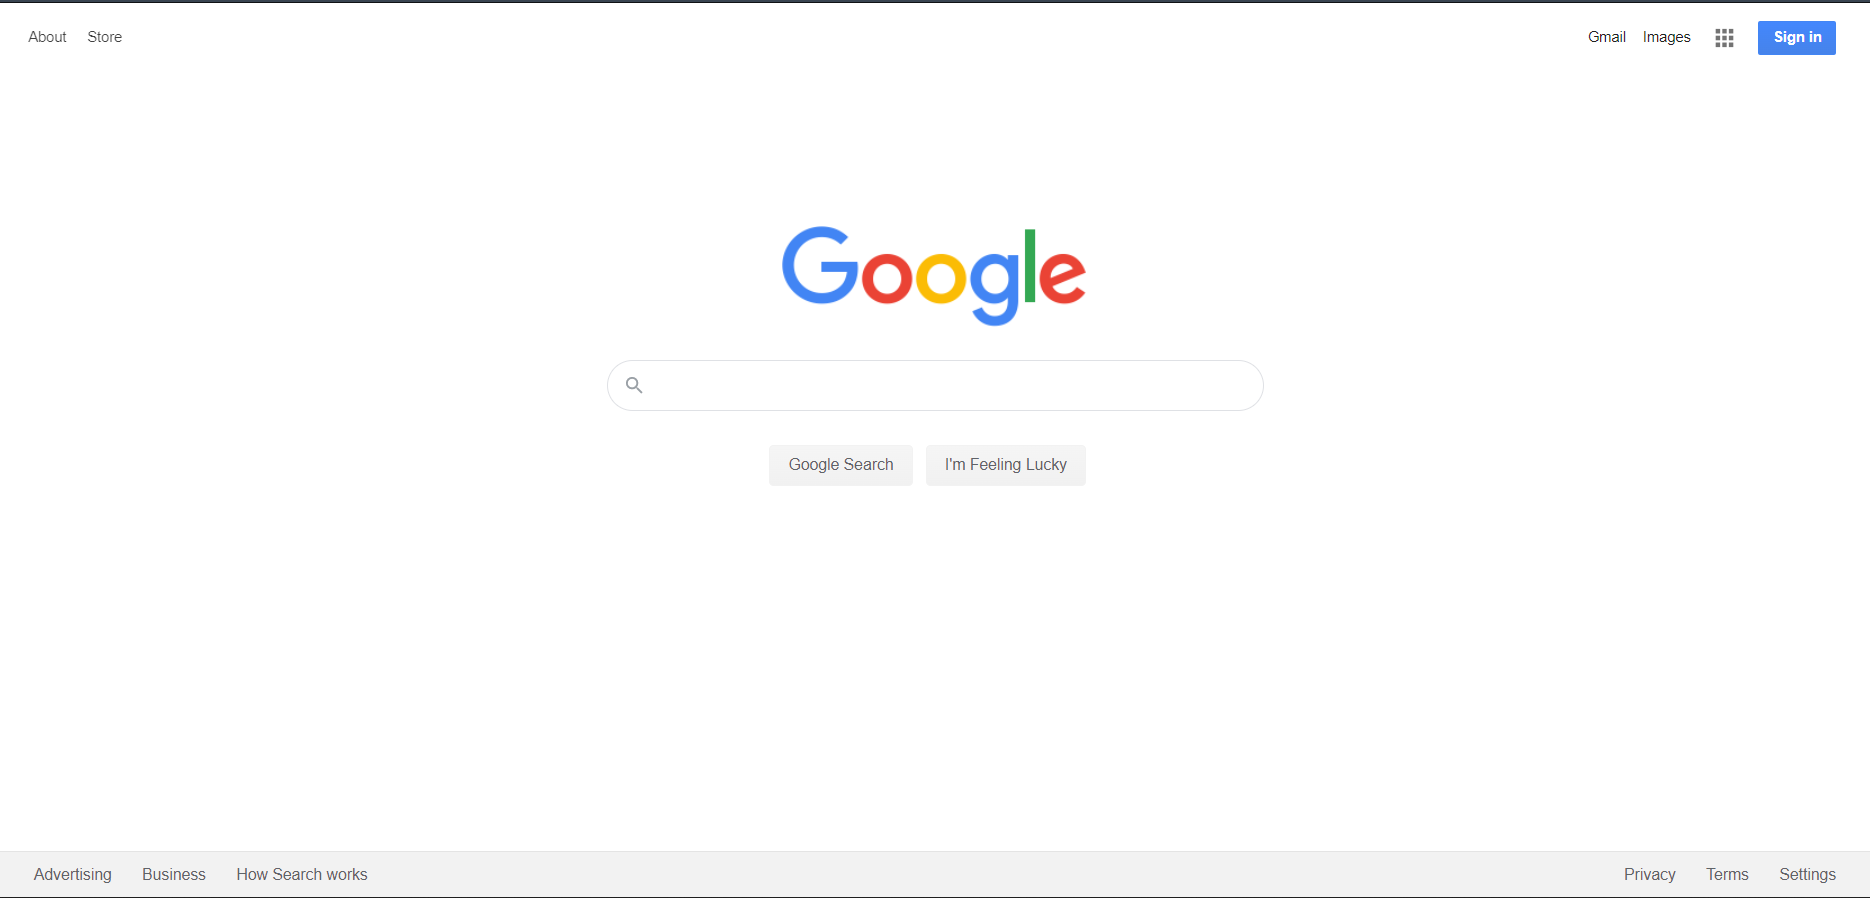 About Store Gmail Images Sign in
Google
Google Search I'm Feeling Lucky
Advertising Business How Search works Privacy Terms Settings